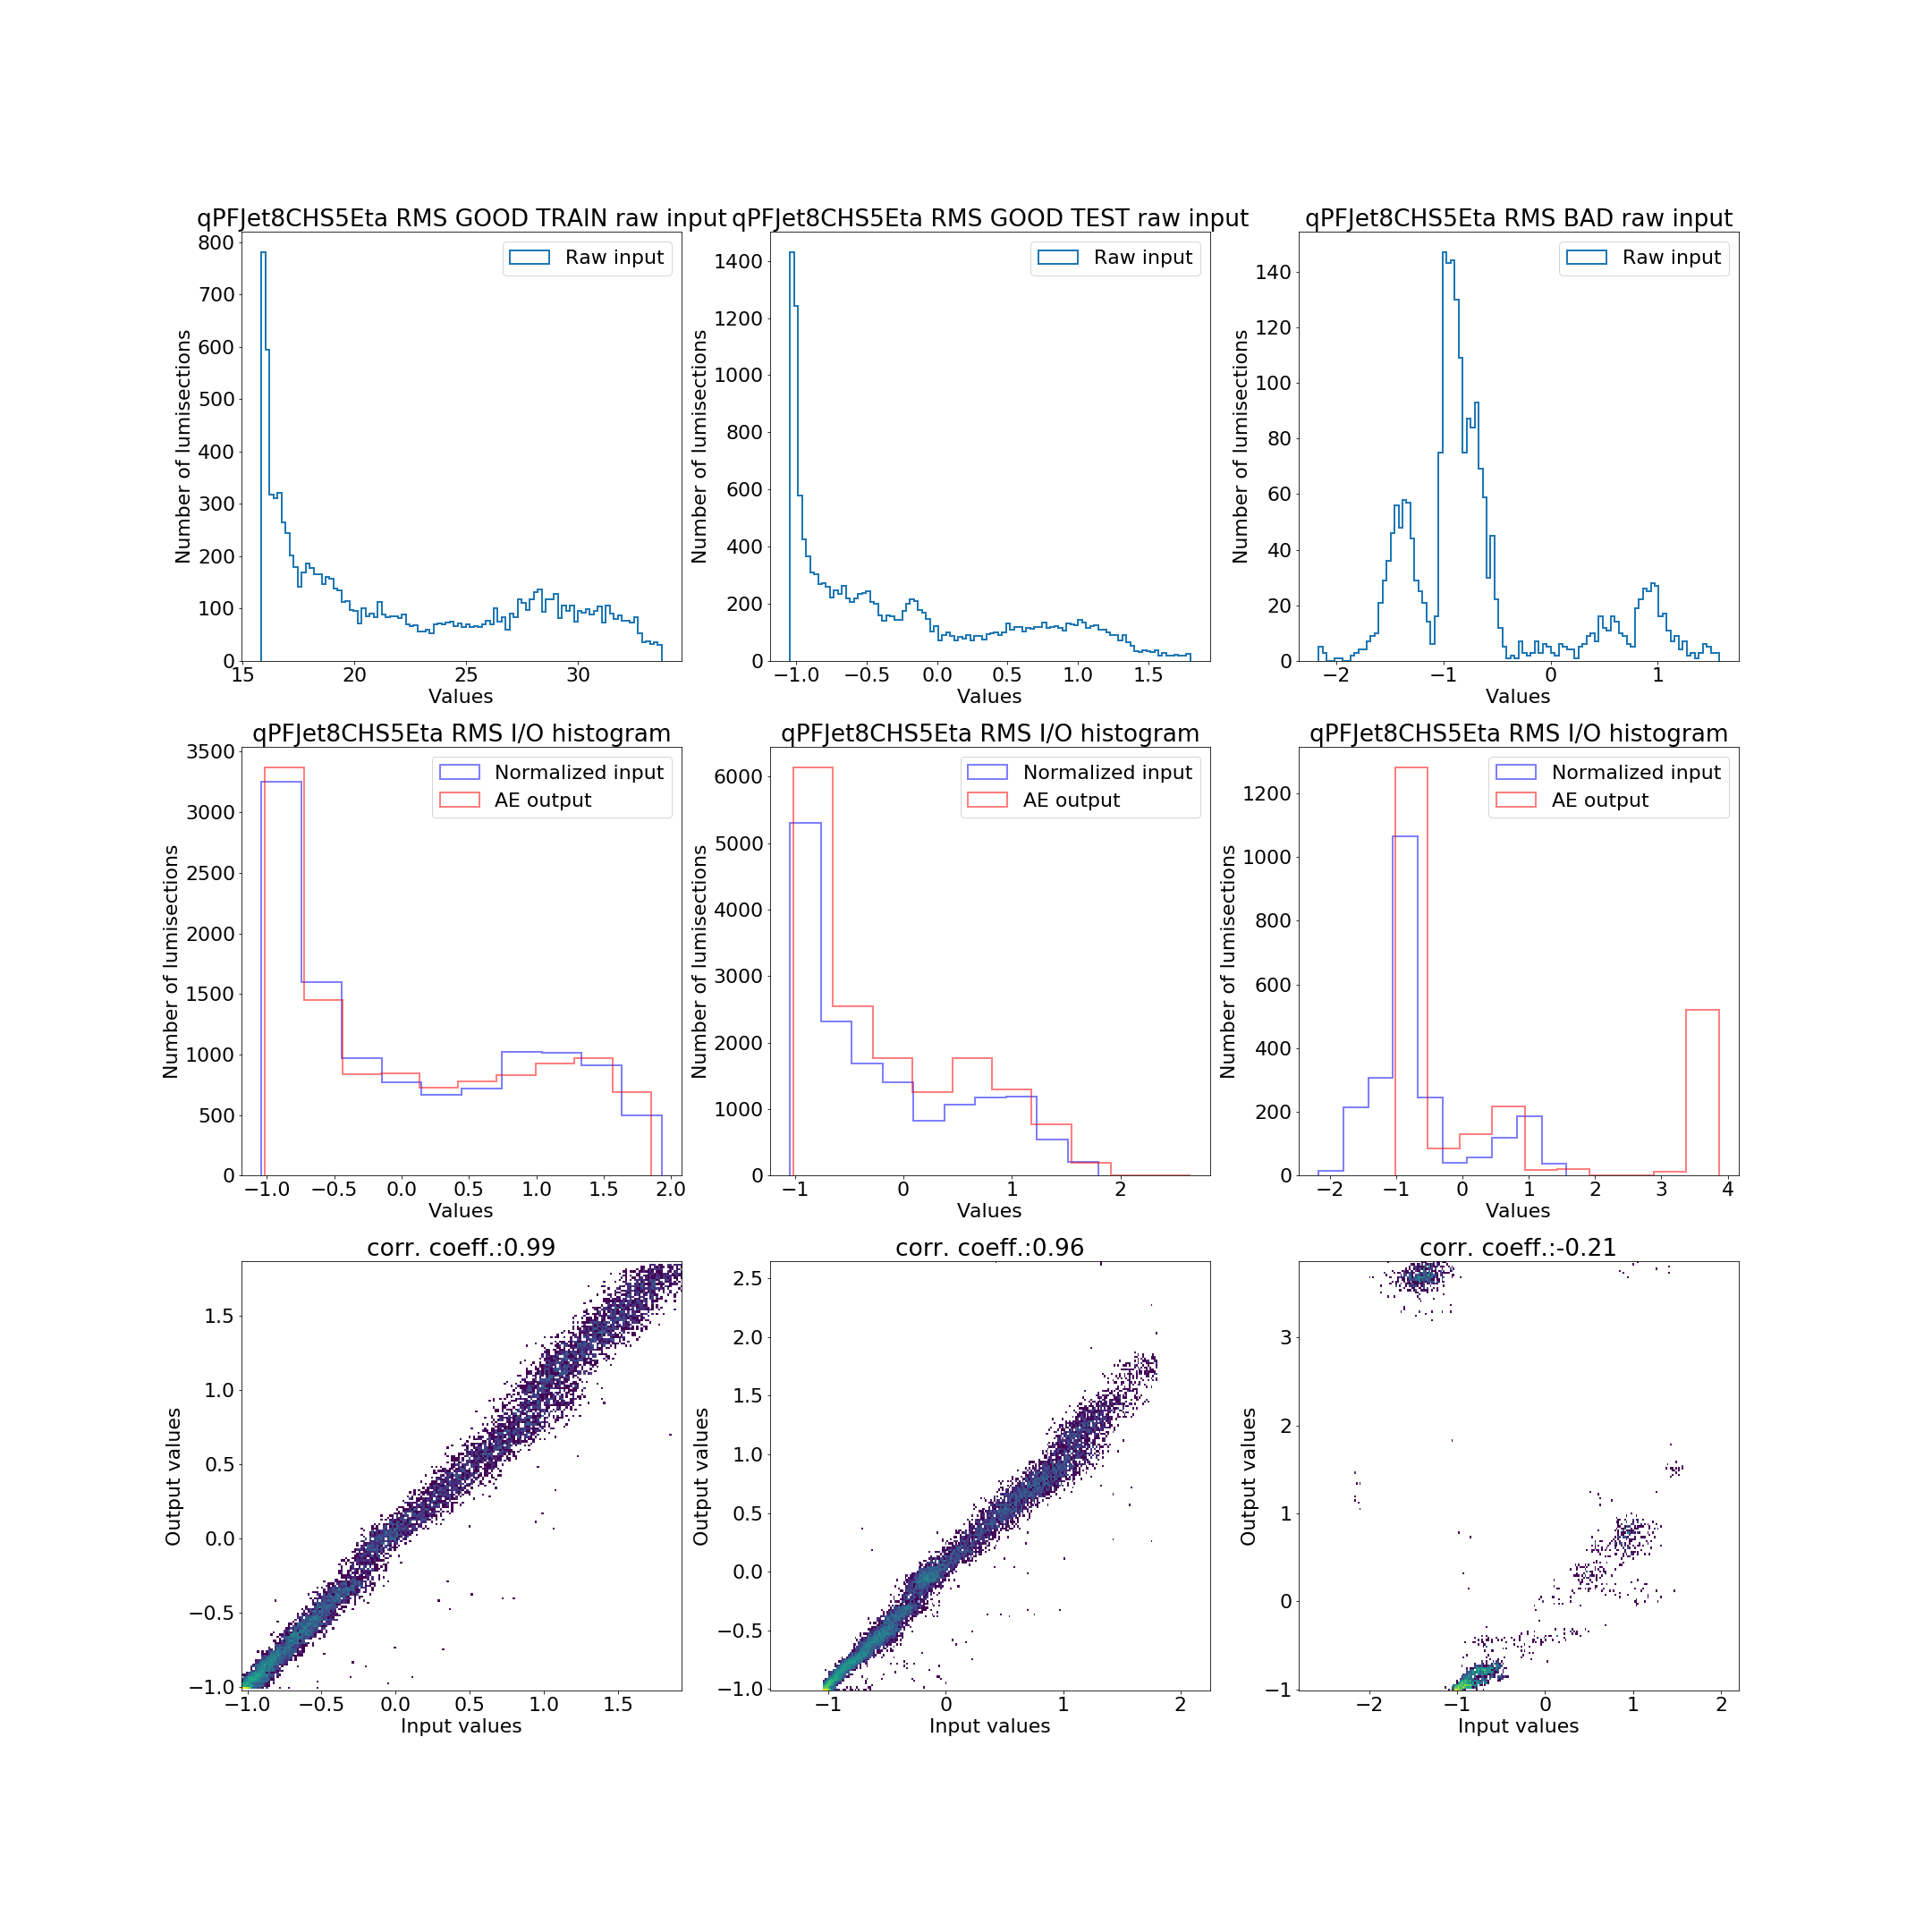 qPFJet8CHS5Eta RMS GOOD TRAIN raw input
Raw input
Number of lumisections
800
700
600
500
400
300
200
100
0
15 20 25 30
Values
qPFJet8CHS5Eta RMS GOOD TEST raw input
Raw input
Number of lumisections
1400
1200
1000
800
600
400
200
0
−1.0 −0.5 0.0 0.5 1.0 1.5
Values
qPFJet8CHS5Eta RMS BAD raw input
Raw input
Number of lumisections
140
120
100
80
60
40
20
0
−2 −1 0 1
Values
qPFJet8CHS5Eta RMS I/O histogram
Normalized input
AE output
Number of lumisections
3500
3000
2500
2000
1500
1000
500
0
−1.0 −0.5 0.0 0.5 1.0 1.5 2.0
Values
qPFJet8CHS5Eta RMS I/O histogram
Normalized input
AE output
Number of lumisections
6000
5000
4000
3000
2000
1000
0
−1 0 1 2
Values
qPFJet8CHS5Eta RMS I/O histogram
Normalized input
AE output
Number of lumisections
1200
1000
800
600
400
200
0
−2 −1 0 1 2 3 4
Values
corr. coeff.:0.99
Output values
1.5
1.0
0.5
0.0
−0.5
−1.0
−1.0 −0.5 0.0 0.5 1.0 1.5
Input values
corr. coeff.:0.96
Output values
2.5
2.0
1.5
1.0
0.5
0.0
−0.5
−1.0
−1 0 1 2
Input values
corr. coeff.:-0.21
Output values
3
2
1
0
−1
−2 −1 0 1 2
Input values